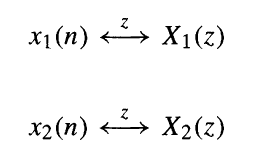 x₁(n) ⟷ᶻ X₁(z)
x₂(n) ⟷ᶻ X₂(z)